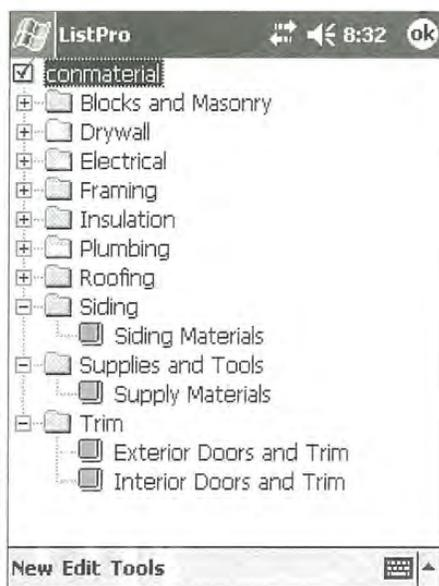 ListPro 8:32 ok
conmaterial
Blocks and Masonry
Drywall
Electrical
Framing
Insulation
Plumbing
Roofing
Siding
Siding Materials
Supplies and Tools
Supply Materials
Trim
Exterior Doors and Trim
Interior Doors and Trim
New Edit Tools